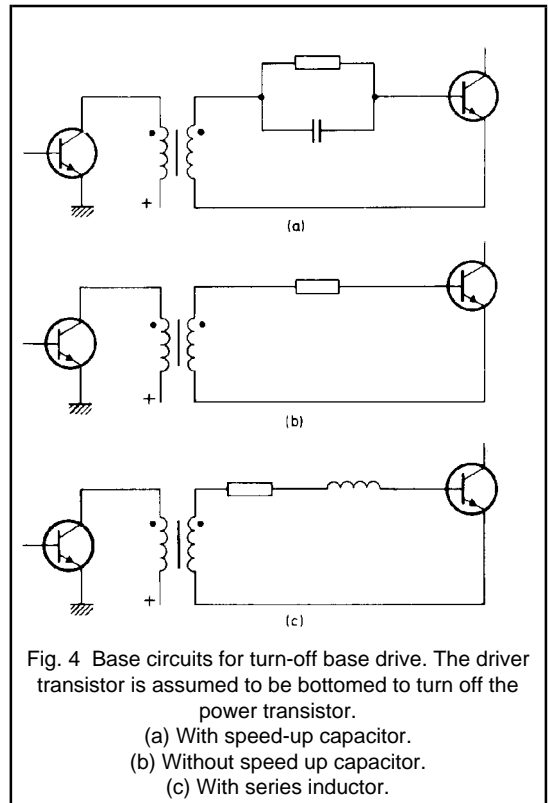 +
(a)
+
(b)
+
(c)
Fig. 4 Base circuits for turn-off base drive. The driver
transistor is assumed to be bottomed to turn off the
power transistor.
(a) With speed-up capacitor.
(b) Without speed up capacitor.
(c) With series inductor.